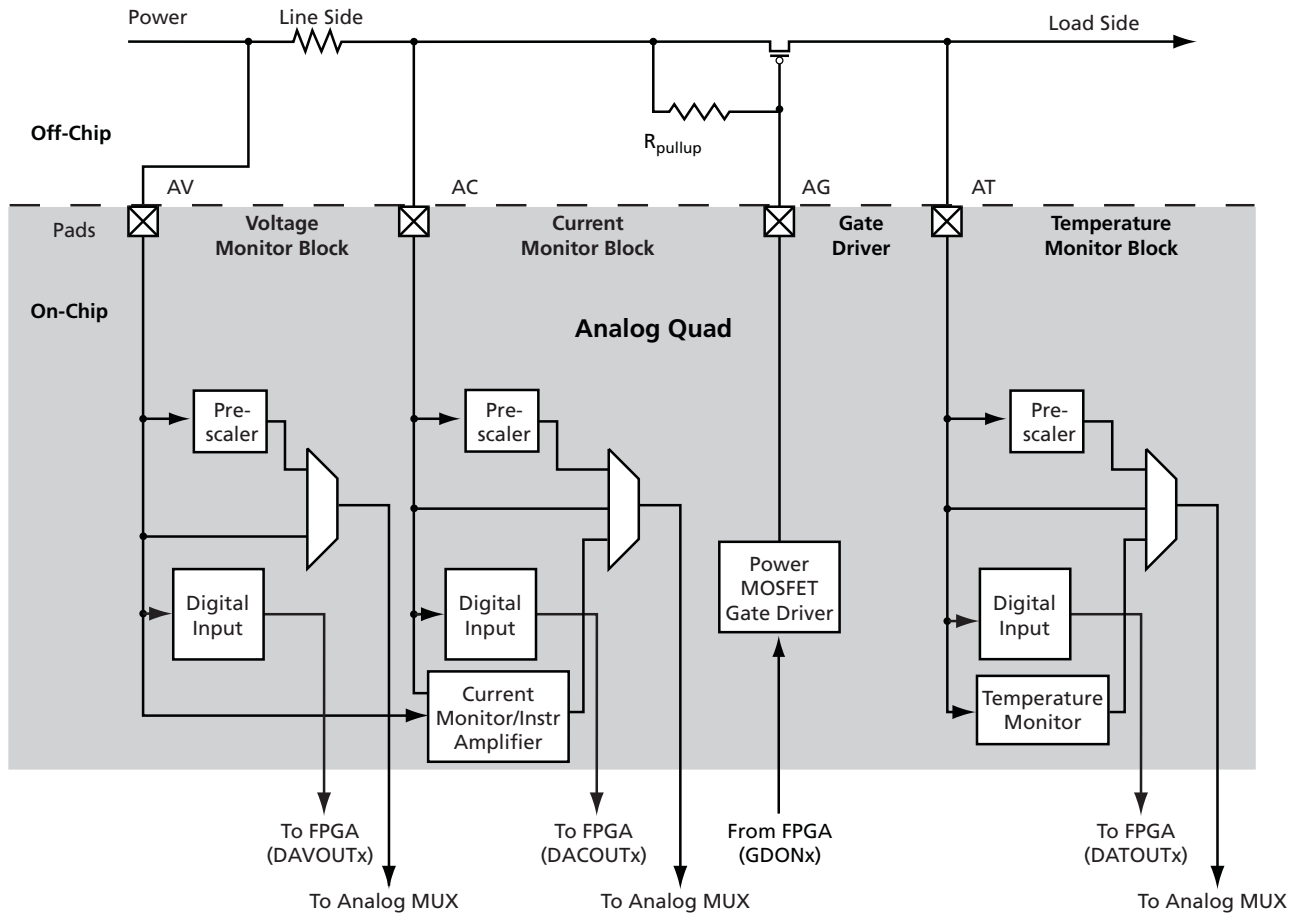 Power
Line Side
Load Side
Off-Chip
Rpullup
AV
AC
AG
AT
Pads
Voltage
Monitor Block
Current
Monitor Block
Gate
Driver
Temperature
Monitor Block
On-Chip
Analog Quad
Pre-
scaler
Pre-
scaler
Pre-
scaler
Digital
Input
Digital
Input
Power
MOSFET
Gate Driver
Digital
Input
Current
Monitor/Instr
Amplifier
Temperature
Monitor
To FPGA
(DAVOUTx)
To FPGA
(DACOUTx)
From FPGA
(GDONx)
To FPGA
(DATOUTx)
To Analog MUX
To Analog MUX
To Analog MUX